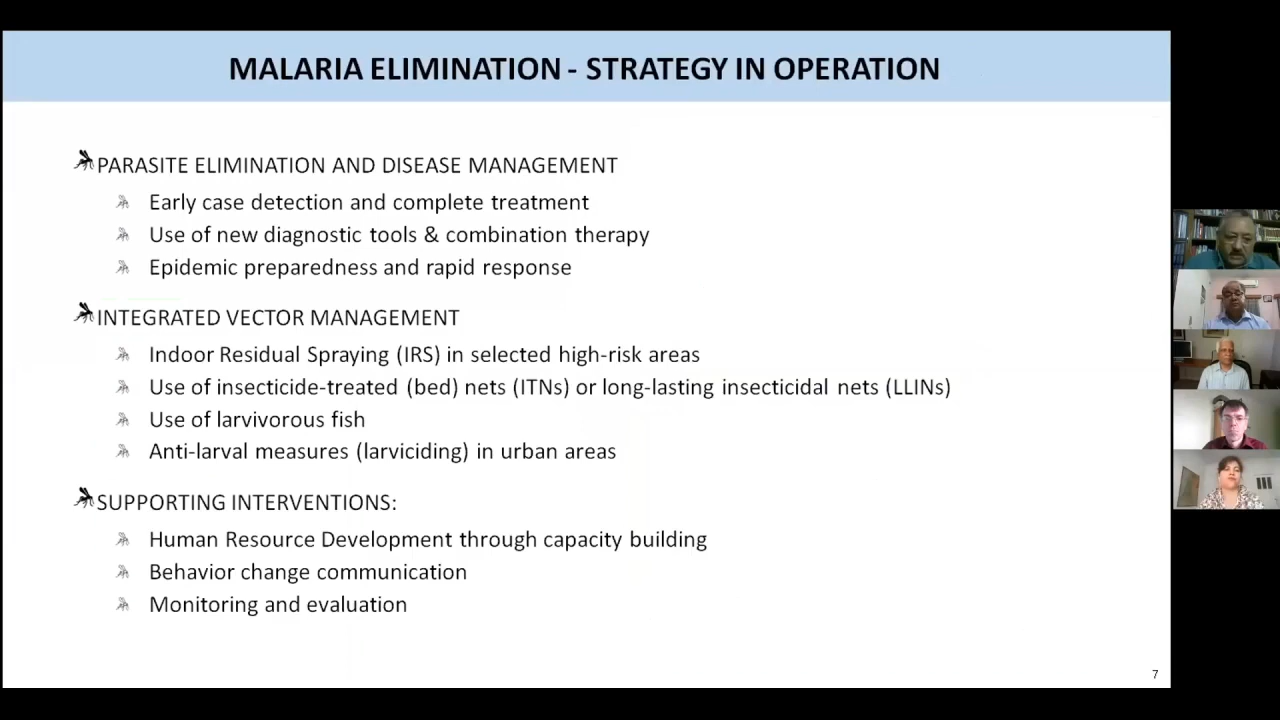 MALARIA ELIMINATION - STRATEGY IN OPERATION
PARASITE ELIMINATION AND DISEASE MANAGEMENT
Early case detection and complete treatment
Use of new diagnostic tools & combination therapy
Epidemic preparedness and rapid response
INTEGRATED VECTOR MANAGEMENT
Indoor Residual Spraying (IRS) in selected high-risk areas
Use of insecticide-treated (bed) nets (ITNs) or long-lasting insecticidal nets (LLINs)
Use of larvivorous fish
Anti-larval measures (larviciding) in urban areas
SUPPORTING INTERVENTIONS:
Human Resource Development through capacity building
Behavior change communication
Monitoring and evaluation
7